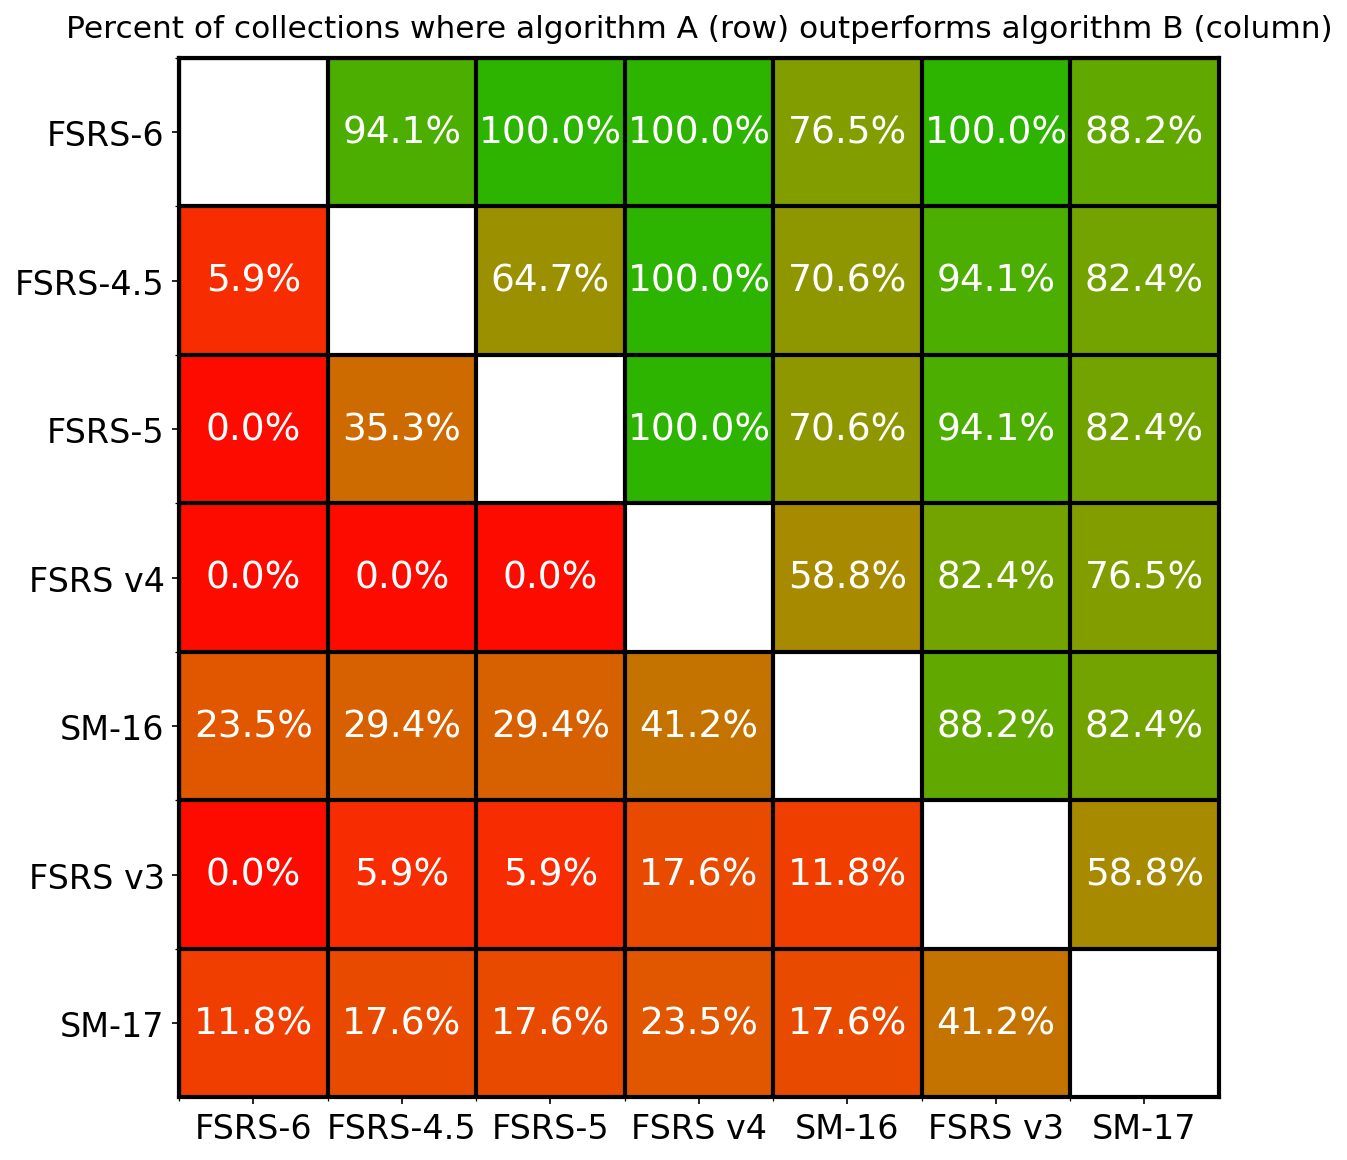 Percent of collections where algorithm A (row) outperforms algorithm B (column)
FSRS-6 94.1% 100.0% 100.0% 76.5% 100.0% 88.2%
FSRS-4.5 5.9% 64.7% 100.0% 70.6% 94.1% 82.4%
FSRS-5 0.0% 35.3% 100.0% 70.6% 94.1% 82.4%
FSRS v4 0.0% 0.0% 0.0% 58.8% 82.4% 76.5%
SM-16 23.5% 29.4% 29.4% 41.2% 88.2% 82.4%
FSRS v3 0.0% 5.9% 5.9% 17.6% 11.8% 58.8%
SM-17 11.8% 17.6% 17.6% 23.5% 17.6% 41.2%
FSRS-6 FSRS-4.5 FSRS-5 FSRS v4 SM-16 FSRS v3 SM-17